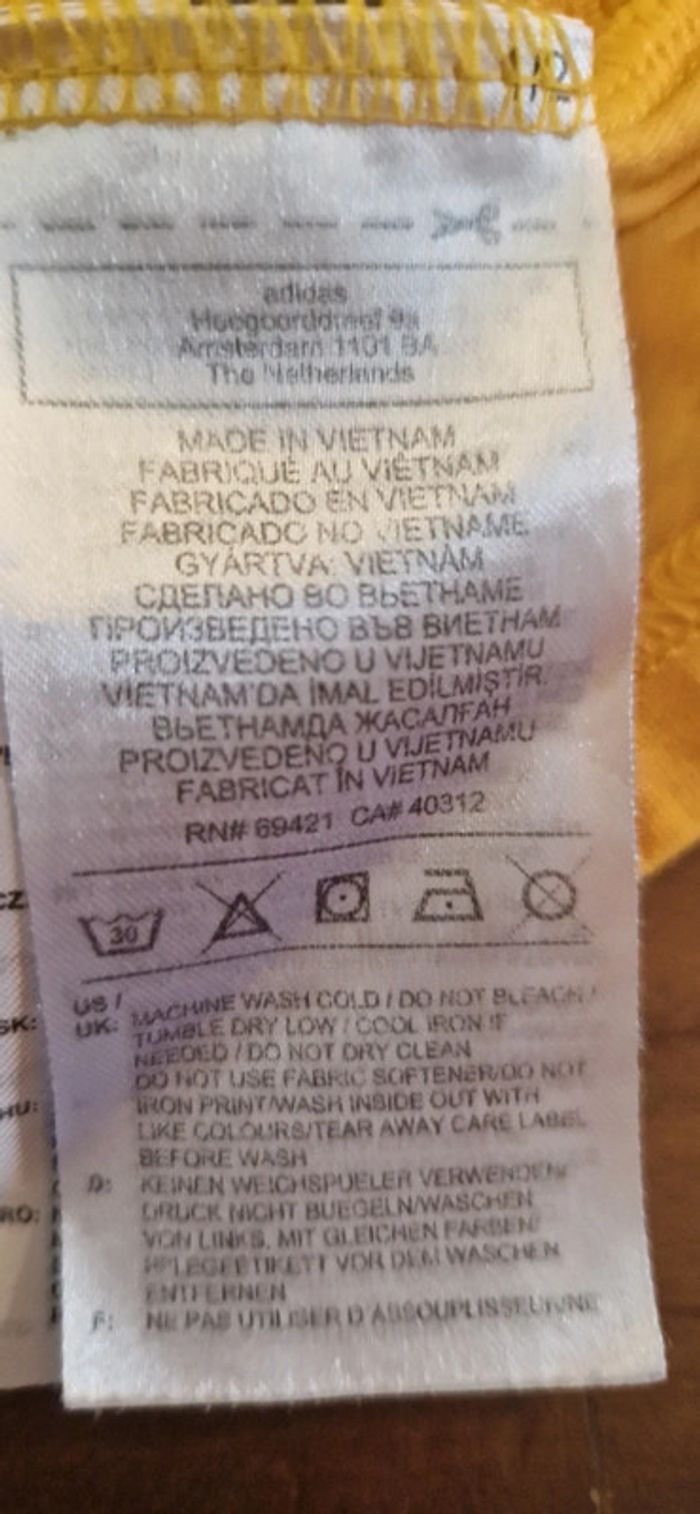 adidas
Hoogoorddreef 9a
Amsterdam 1101 BA
The Netherlands
MADE IN VIETNAM
FABRIQUÉ AU VIÊTNAM
FABRICADO EN VIETNAM
FABRICADO NO VIETNAME
GYÁRTVA: VIETNÁM
СДЕЛАНО ВО ВЬЕТНАМЕ
ПРОИЗВЕДЕНО ВЪВ ВИЕТНАМ
PROIZVEDENO U VIJETNAMU
VIETNAM'DA İMAL EDİLMİŞTİR.
ВЬЕТНАМДА ЖАСАЛҒАН
PROIZVEDENO U VIJETNAMU
FABRICAT ÎN VIETNAM
RN# 69421 CA# 40312
30
US /
UK: MACHINE WASH COLD / DO NOT BLEACH /
TUMBLE DRY LOW / COOL IRON IF
NEEDED / DO NOT DRY CLEAN
DO NOT USE FABRIC SOFTENER/DO NOT
IRON PRINT/WASH INSIDE OUT WITH
LIKE COLOURS/TEAR AWAY CARE LABEL
BEFORE WASH
D: KEINEN WEICHSPUELER VERWENDEN/
DRUCK NICHT BUEGELN/WASCHEN
VON LINKS, MIT GLEICHEN FARBEN/
PFLEGEETIKETT VOR DEM WASCHEN
ENTFERNEN
F: NE PAS UTILISER D'ASSOUPLISSEUR/NE
CZ
SK:
HU:
RO: